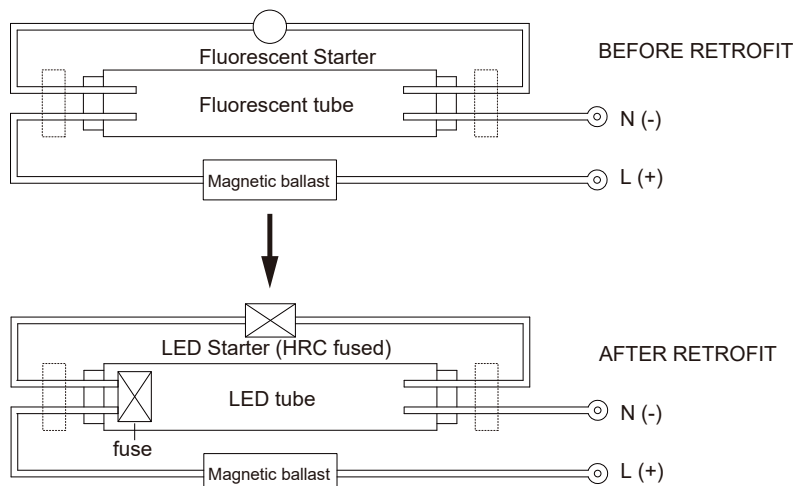 Fluorescent Starter
BEFORE RETROFIT
Fluorescent tube
N (-)
Magnetic ballast
L (+)
LED Starter (HRC fused)
AFTER RETROFIT
LED tube
N (-)
fuse
Magnetic ballast
L (+)